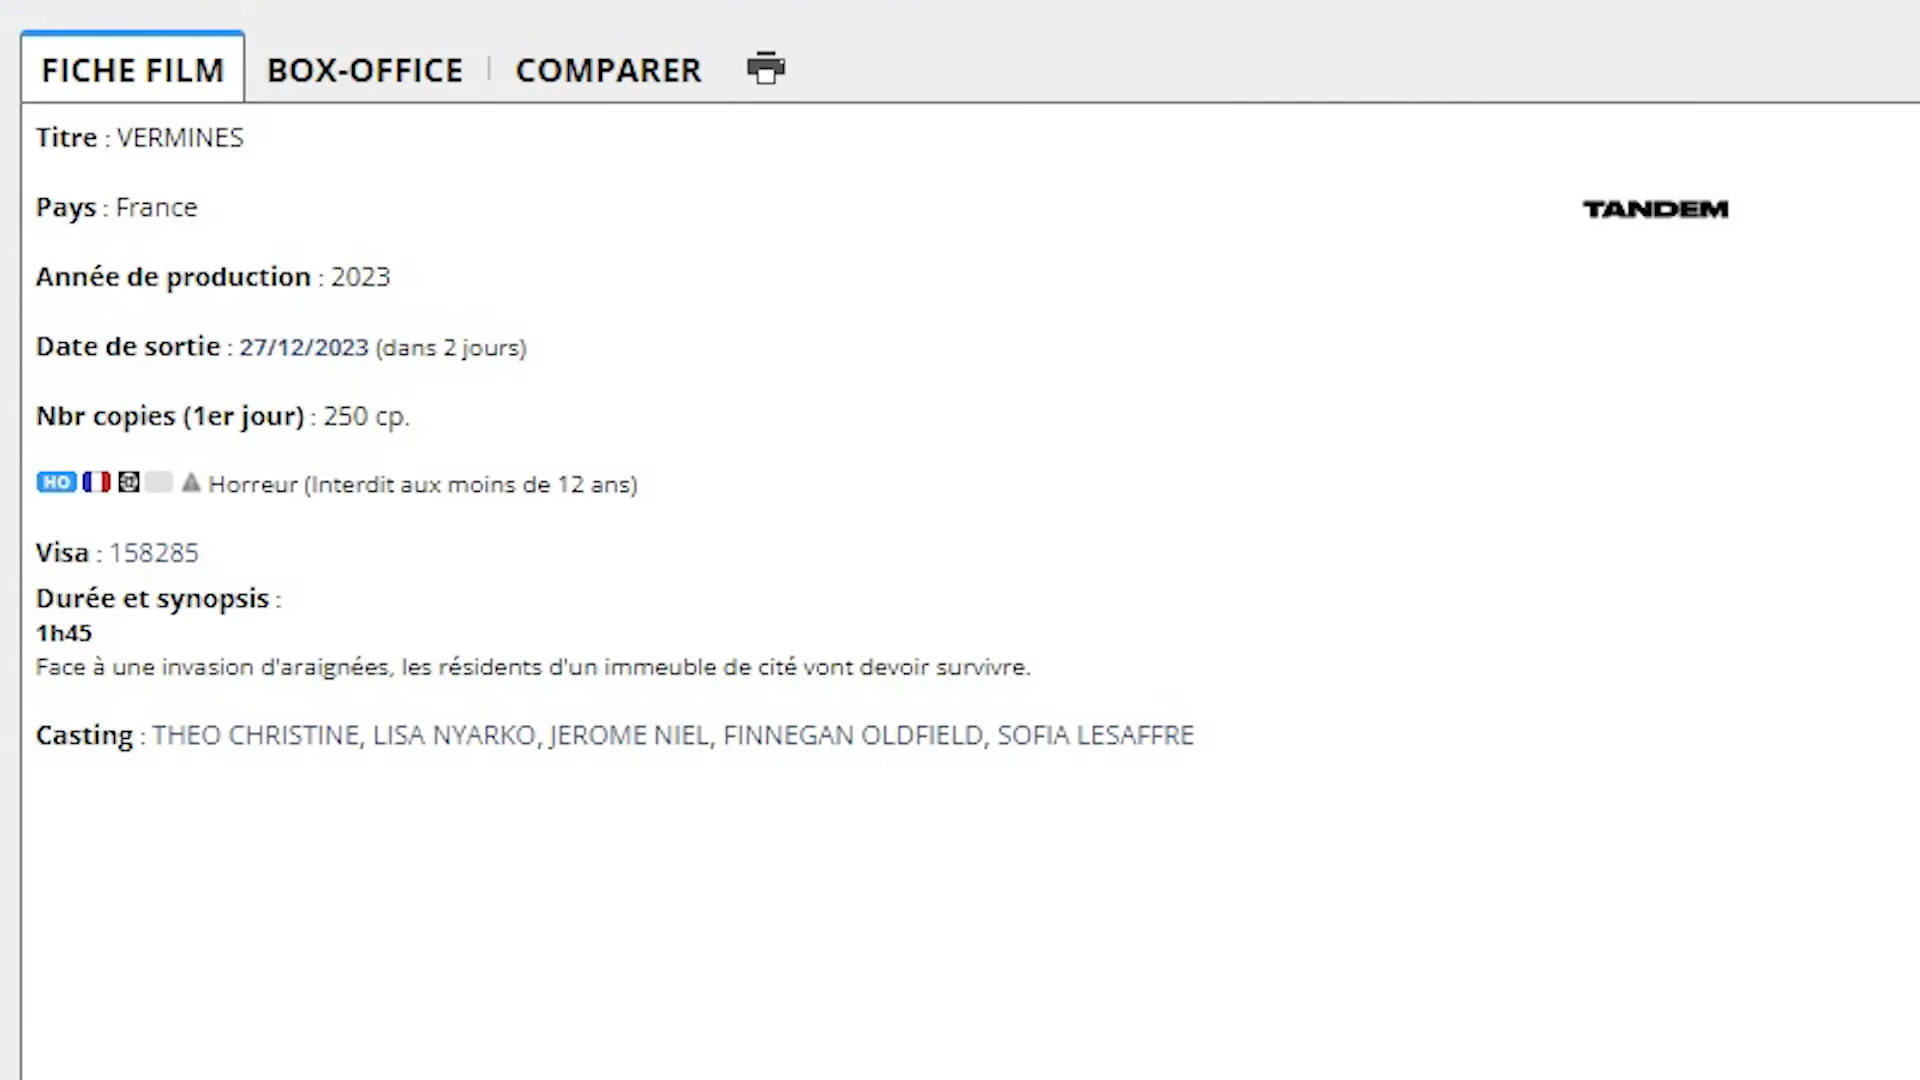 FICHE FILM BOX-OFFICE | COMPARER
Titre : VERMINES
Pays : France
TANDEM
Année de production : 2023
Date de sortie : 27/12/2023 (dans 2 jours)
Nbr copies (1er jour) : 250 cp.
HO Horreur (Interdit aux moins de 12 ans)
Visa : 158285
Durée et synopsis :
1h45
Face à une invasion d'araignées, les résidents d'un immeuble de cité vont devoir survivre.
Casting : THEO CHRISTINE, LISA NYARKO, JEROME NIEL, FINNEGAN OLDFIELD, SOFIA LESAFFRE